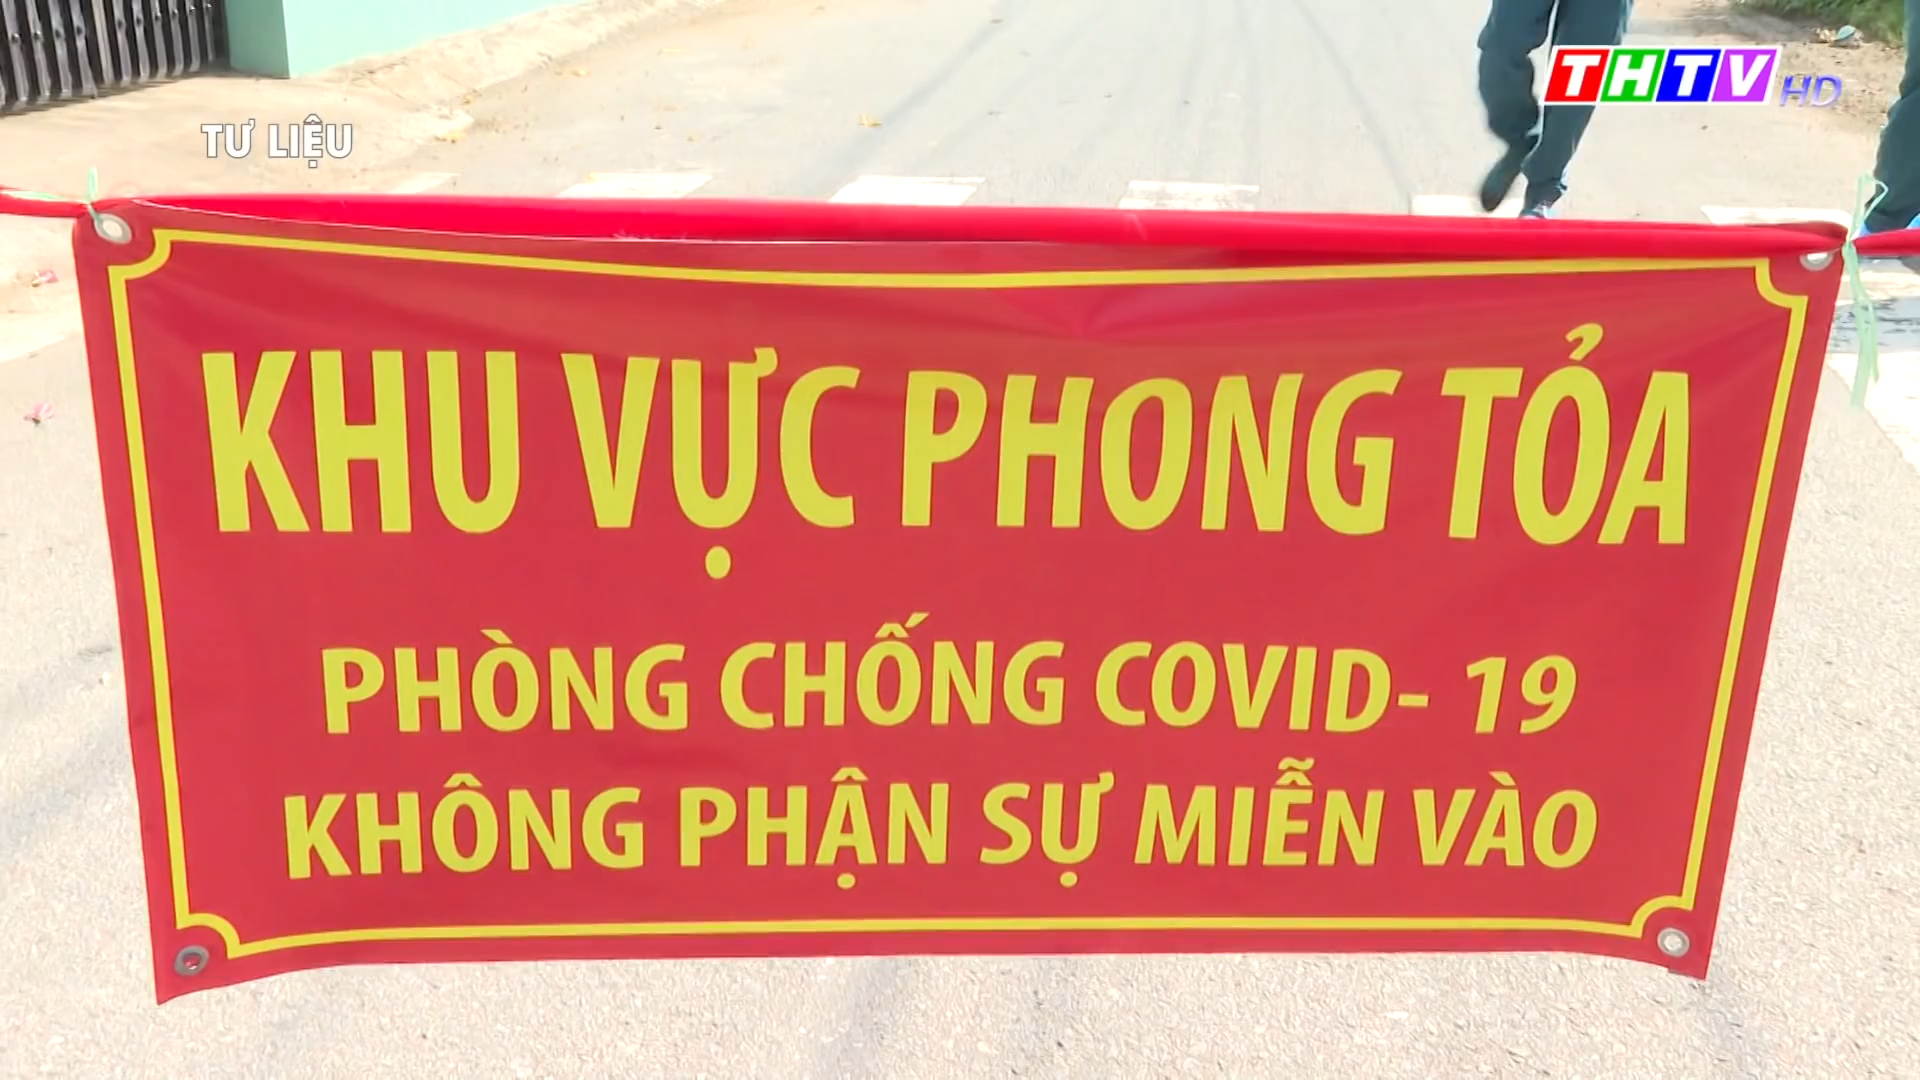 THTV HD
TƯ LIỆU
KHU VỰC PHONG TỎA
PHÒNG CHỐNG COVID- 19
KHÔNG PHẬN SỰ MIỄN VÀO